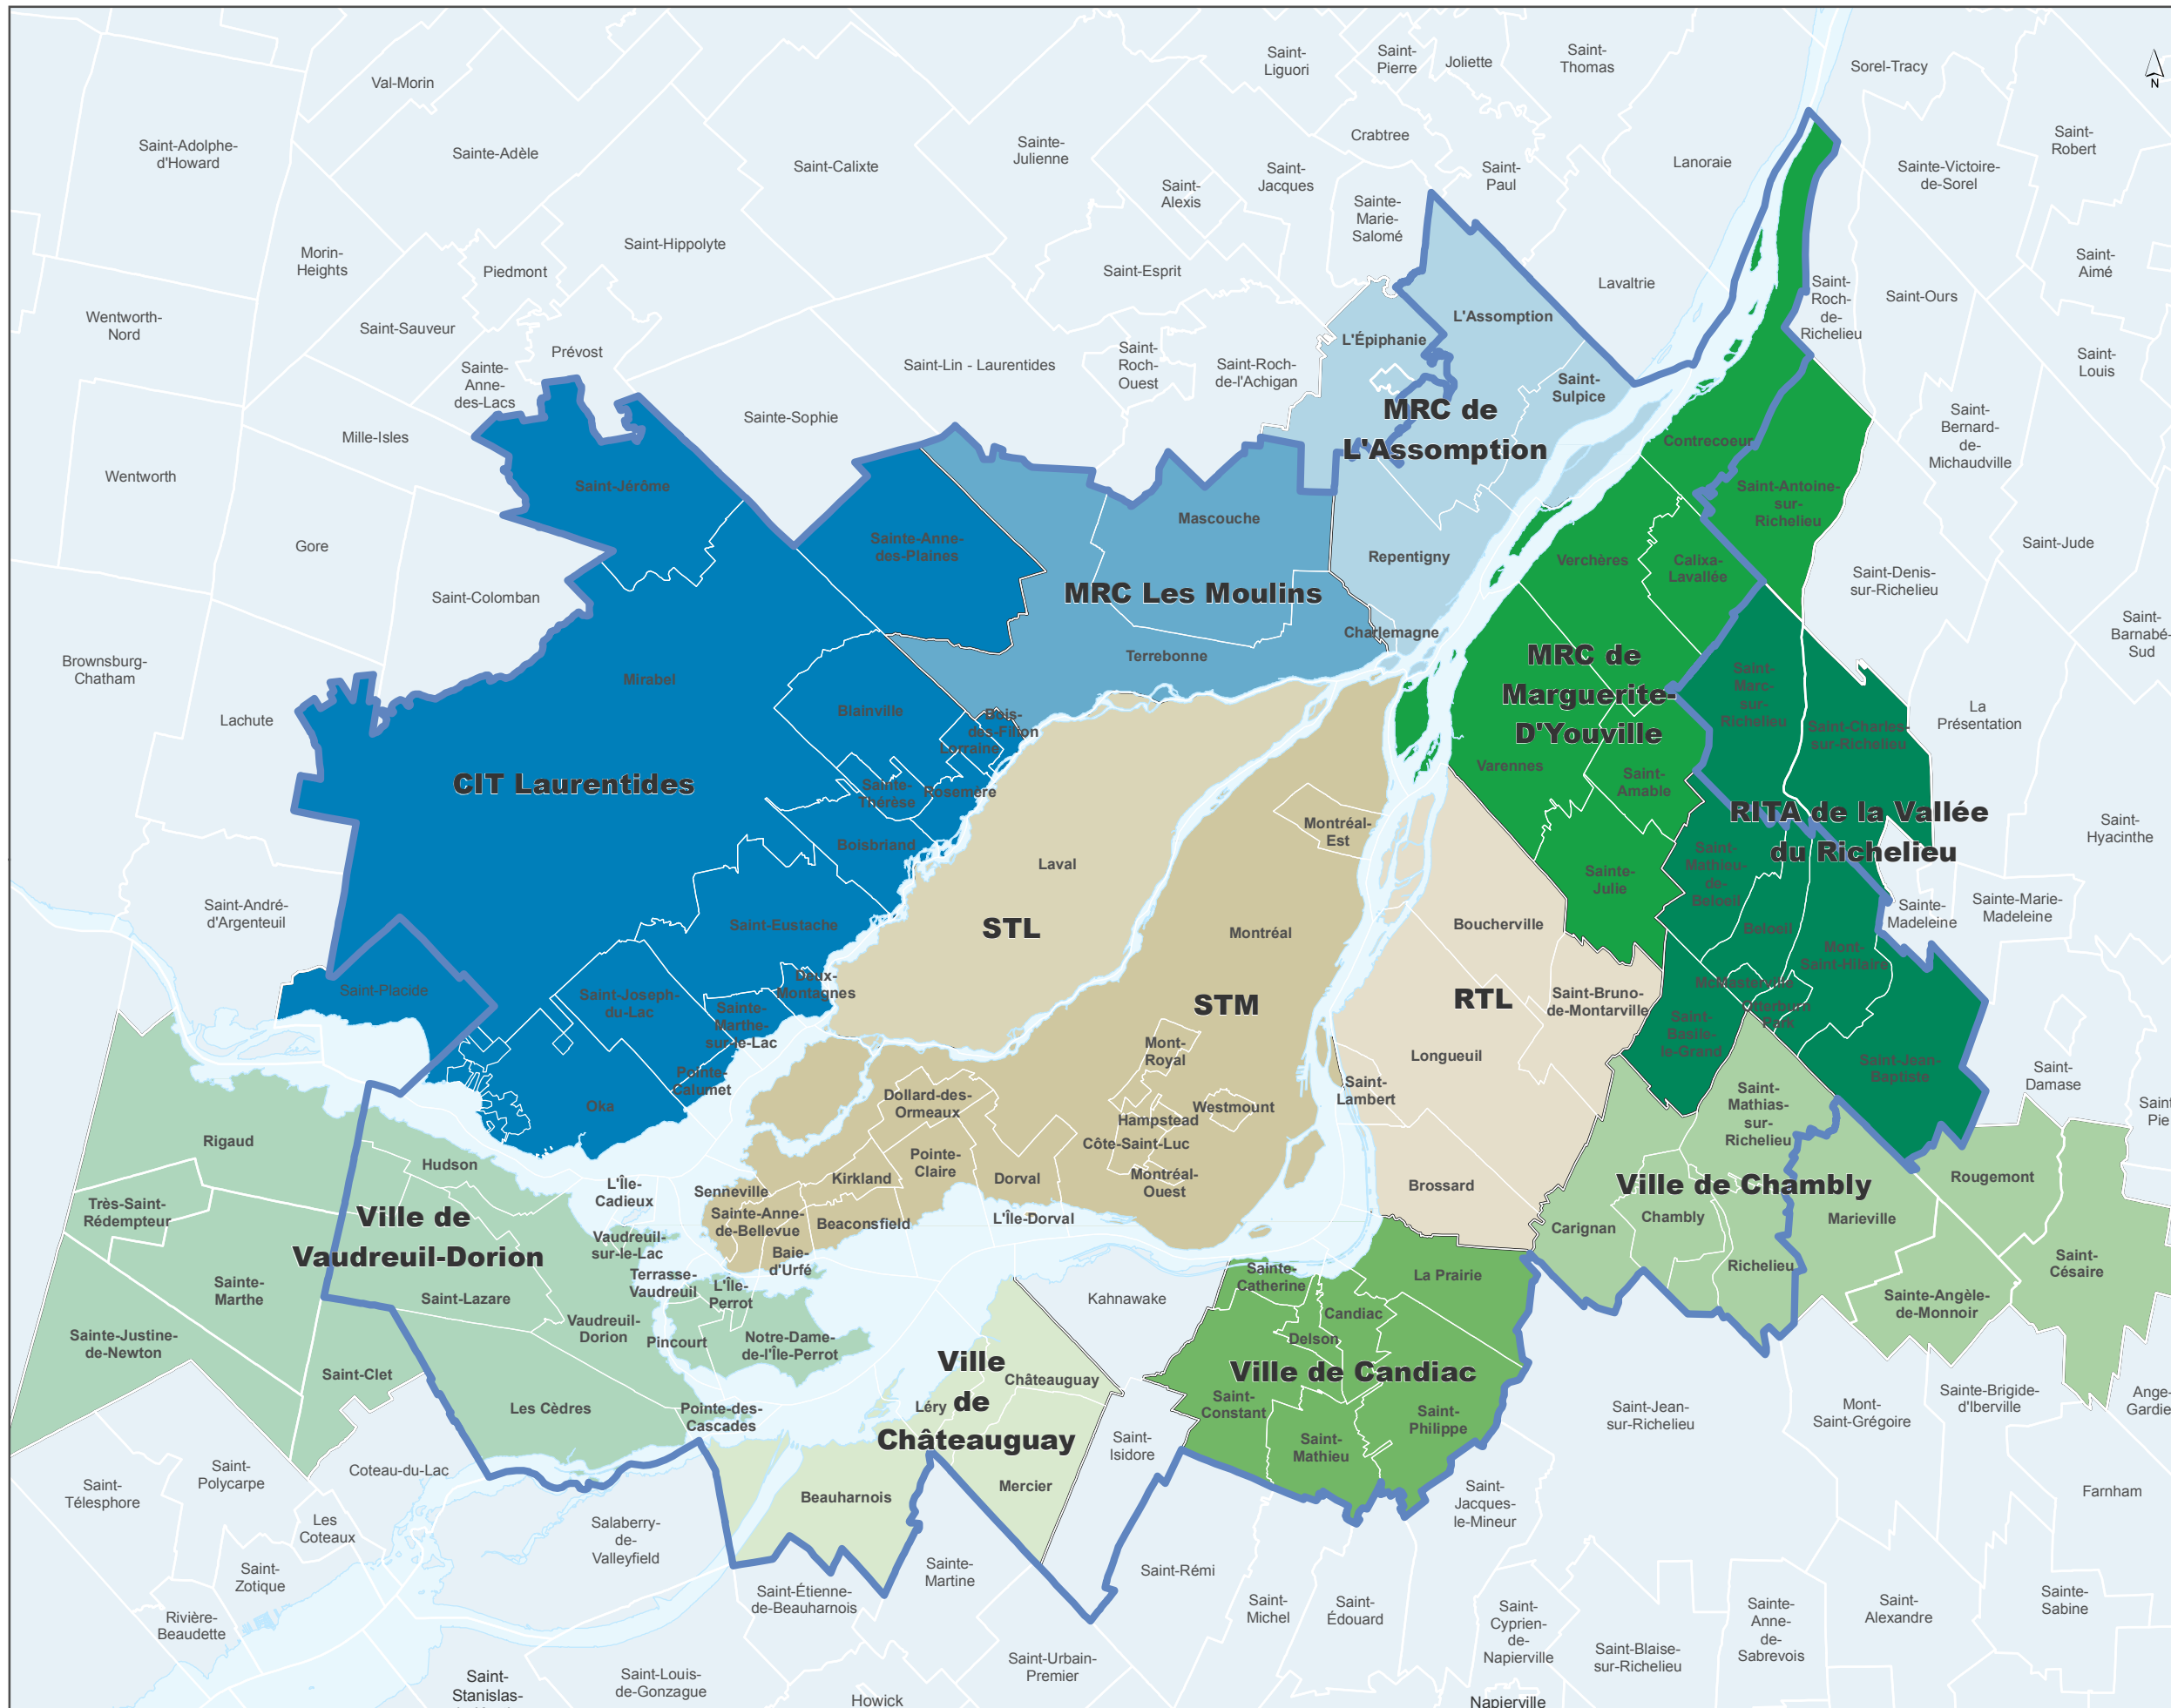 Saint-
Liguori
Saint-
Pierre
Joliette
Saint-
Thomas
Sorel-Tracy
N
Val-Morin
Saint-Adolphe-
d'Howard
Sainte-Adèle
Saint-Calixte
Sainte-
Julienne
Crabtree
Saint-
Jacques
Saint-
Alexis
Saint-
Paul
Lanoraie
Sainte-Victoire-
de-Sorel
Saint-
Robert
Sainte-
Marie-
Salomé
Morin-
Heights
Piedmont
Saint-Hippolyte
Saint-Esprit
Lavaltrie
Saint-
Roch-
de-
Richelieu
Saint-Ours
Saint-
Aimé
Wentworth-
Nord
Saint-Sauveur
Prévost
Sainte-
Anne-
des-Lacs
Saint-Lin - Laurentides
Saint-
Roch-
Ouest
Saint-Roch-
de-l'Achigan
L'Épiphanie
L'Assomption
Saint-
Sulpice
Saint-
Louis
MRC de
L'Assomption
Mille-Isles
Sainte-Sophie
Contrecoeur
Saint-
Bernard-
de-
Michaudville
Wentworth
Saint-Jérôme
Saint-Antoine-
sur-
Richelieu
Gore
Sainte-Anne-
des-Plaines
Mascouche
Repentigny
Verchères
Calixa-
Lavallée
Saint-Jude
Saint-Colomban
MRC Les Moulins
Saint-Denis-
sur-Richelieu
Charlemagne
Terrebonne
Saint-
Barnabé-
Sud
Brownsburg-
Chatham
Mirabel
MRC de
Marguerite-
D'Youville
Saint-
Marc-
sur-
Richelieu
Lachute
Blainville
Bois-
des-Filion
Lorraine
Saint-Charles-
sur-Richelieu
La
Présentation
CIT Laurentides
Sainte-
Thérèse
Rosemère
Varennes
Saint-
Amable
RITA de la Vallée
du Richelieu
Saint-
Hyacinthe
Boisbriand
Montréal-
Est
Laval
Sainte-
Julie
Saint-
Mathieu-
de-
Beloeil
Saint-André-
d'Argenteuil
Saint-Eustache
STL
Montréal
Boucherville
Beloeil
Sainte-
Madeleine
Sainte-Marie-
Madeleine
Mont-
Saint-Hilaire
Saint-Placide
Saint-Joseph-
du-Lac
Deux-
Montagnes
Sainte-
Marthe-
sur-le-Lac
STM
RTL
Saint-Bruno-
de-Montarville
McMasterville
Otterburn
Park
Saint-
Basile-
le-Grand
Mont-
Royal
Longueuil
Saint-Jean-
Baptiste
Saint-
Damase
Pointe-
Calumet
Oka
Dollard-des-
Ormeaux
Hampstead
Westmount
Saint-
Lambert
Saint-
Mathias-
sur-
Richelieu
Saint-
Pie
Rigaud
Hudson
Côte-Saint-Luc
Pointe-
Claire
Kirkland
Dorval
Montréal-
Ouest
Brossard
Ville de Chambly
Rougemont
L'Île-
Cadieux
Senneville
Très-Saint-
Rédempteur
Ville de
Vaudreuil-Dorion
Sainte-Anne-
de-Bellevue
Beaconsfield
L'Île-Dorval
Carignan
Chambly
Marieville
Vaudreuil-
sur-le-Lac
Baie-
d'Urfé
Richelieu
Saint-
Césaire
Sainte-
Marthe
Saint-Lazare
Terrasse-
Vaudreuil
L'Île-
Perrot
Kahnawake
Sainte-
Catherine
La Prairie
Sainte-Angèle-
de-Monnoir
Vaudreuil-
Dorion
Pincourt
Notre-Dame-
de-l'Île-Perrot
Candiac
Delson
Sainte-Justine-
de-Newton
Saint-Clet
Ville
de
Châteauguay
Châteauguay
Ville de Candiac
Les Cèdres
Pointe-des-
Cascades
Léry
Saint-
Constant
Saint-
Philippe
Saint-Jean-
sur-Richelieu
Mont-
Saint-Grégoire
Sainte-Brigide-
d'Iberville
Ange-
Gardie
Saint-
Isidore
Saint-
Mathieu
Saint-
Polycarpe
Coteau-du-Lac
Saint-
Télesphore
Beauharnois
Mercier
Saint-
Jacques-
le-Mineur
Farnham
Les
Coteaux
Salaberry-
de-
Valleyfield
Saint-
Zotique
Saint-Étienne-
de-Beauharnois
Sainte-
Martine
Saint-Rémi
Saint-
Michel
Saint-
Édouard
Saint-
Cyprien-
de-
Napierville
Sainte-
Anne-
de-
Sabrevois
Saint-
Alexandre
Sainte-
Sabine
Rivière-
Beaudette
Saint-Blaise-
sur-Richelieu
Saint-Urbain-
Premier
Saint-
Stanislas-
Saint-Louis-
de-Gonzague
Howick
Napierville